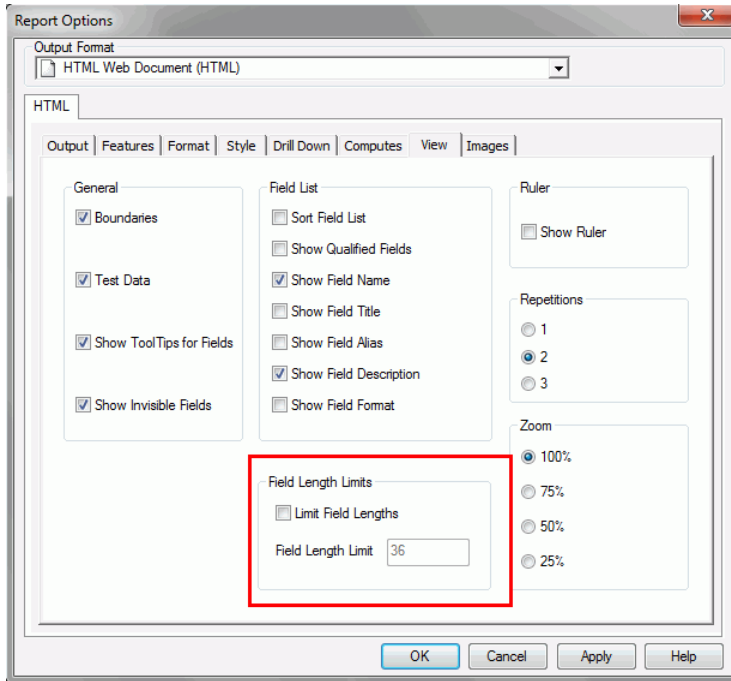 Report Options
Output Format
HTML Web Document (HTML)
HTML
Output Features Format Style Drill Down Computes View Images
General
Boundaries
Test Data
Show ToolTips for Fields
Show Invisible Fields
Field List
Sort Field List
Show Qualified Fields
Show Field Name
Show Field Title
Show Field Alias
Show Field Description
Show Field Format
Field Length Limits
Limit Field Lengths
Field Length Limit 36
Ruler
Show Ruler
Repetitions
1
2
3
Zoom
100%
75%
50%
25%
OK Cancel Apply Help